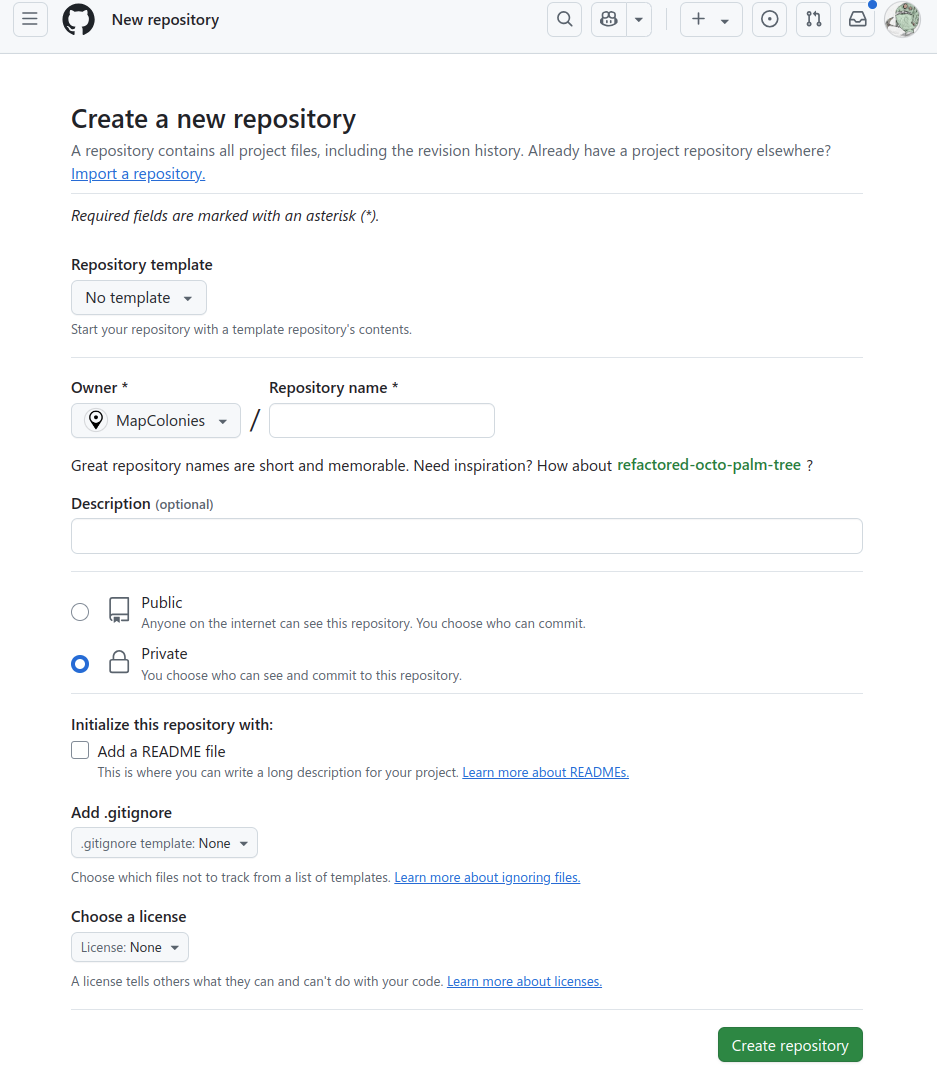 New repository
Create a new repository
A repository contains all project files, including the revision history. Already have a project repository elsewhere?
Import a repository.
Required fields are marked with an asterisk (*).
Repository template
No template
Start your repository with a template repository's contents.
Owner * Repository name *
MapColonies /
Great repository names are short and memorable. Need inspiration? How about refactored-octo-palm-tree ?
Description (optional)
Public
Anyone on the internet can see this repository. You choose who can commit.
Private
You choose who can see and commit to this repository.
Initialize this repository with:
Add a README file
This is where you can write a long description for your project. Learn more about READMEs.
Add .gitignore
.gitignore template: None
Choose which files not to track from a list of templates. Learn more about ignoring files.
Choose a license
License: None
A license tells others what they can and can't do with your code. Learn more about licenses.
Create repository